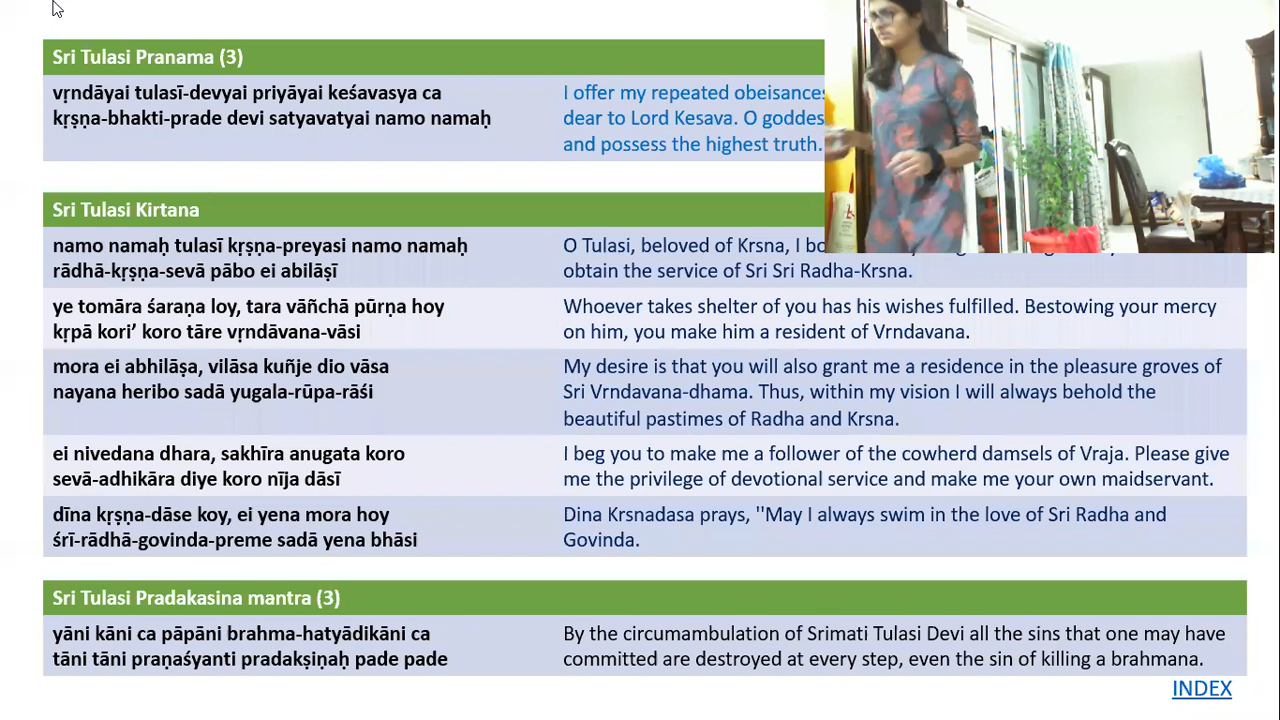 Sri Tulasi Pranama (3)
vṛndāyai tulasī-devyai priyāyai keśavasya ca
kṛṣṇa-bhakti-prade devi satyavatyai namo namaḥ
I offer my repeated obeisances
dear to Lord Kesava. O goddes
and possess the highest truth.
Sri Tulasi Kirtana
namo namaḥ tulasī kṛṣṇa-preyasi namo namaḥ
rādhā-kṛṣṇa-sevā pābo ei abilāṣī
O Tulasi, beloved of Krsna, I bo
obtain the service of Sri Sri Radha-Krsna.
ye tomāra śaraṇa loy, tara vāñchā pūrṇa hoy
kṛpā kori’ koro tāre vṛndāvana-vāsi
Whoever takes shelter of you has his wishes fulfilled. Bestowing your mercy
on him, you make him a resident of Vrndavana.
mora ei abhilāṣa, vilāsa kuñje dio vāsa
nayana heribo sadā yugala-rūpa-rāśi
My desire is that you will also grant me a residence in the pleasure groves of
Sri Vrndavana-dhama. Thus, within my vision I will always behold the
beautiful pastimes of Radha and Krsna.
ei nivedana dhara, sakhīra anugata koro
sevā-adhikāra diye koro nīja dāsī
I beg you to make me a follower of the cowherd damsels of Vraja. Please give
me the privilege of devotional service and make me your own maidservant.
dīna kṛṣṇa-dāse koy, ei yena mora hoy
śrī-rādhā-govinda-preme sadā yena bhāsi
Dina Krsnadasa prays, ''May I always swim in the love of Sri Radha and
Govinda.
Sri Tulasi Pradakasina mantra (3)
yāni kāni ca pāpāni brahma-hatyādikāni ca
tāni tāni praṇaśyanti pradakṣiṇaḥ pade pade
By the circumambulation of Srimati Tulasi Devi all the sins that one may have
committed are destroyed at every step, even the sin of killing a brahmana.
INDEX